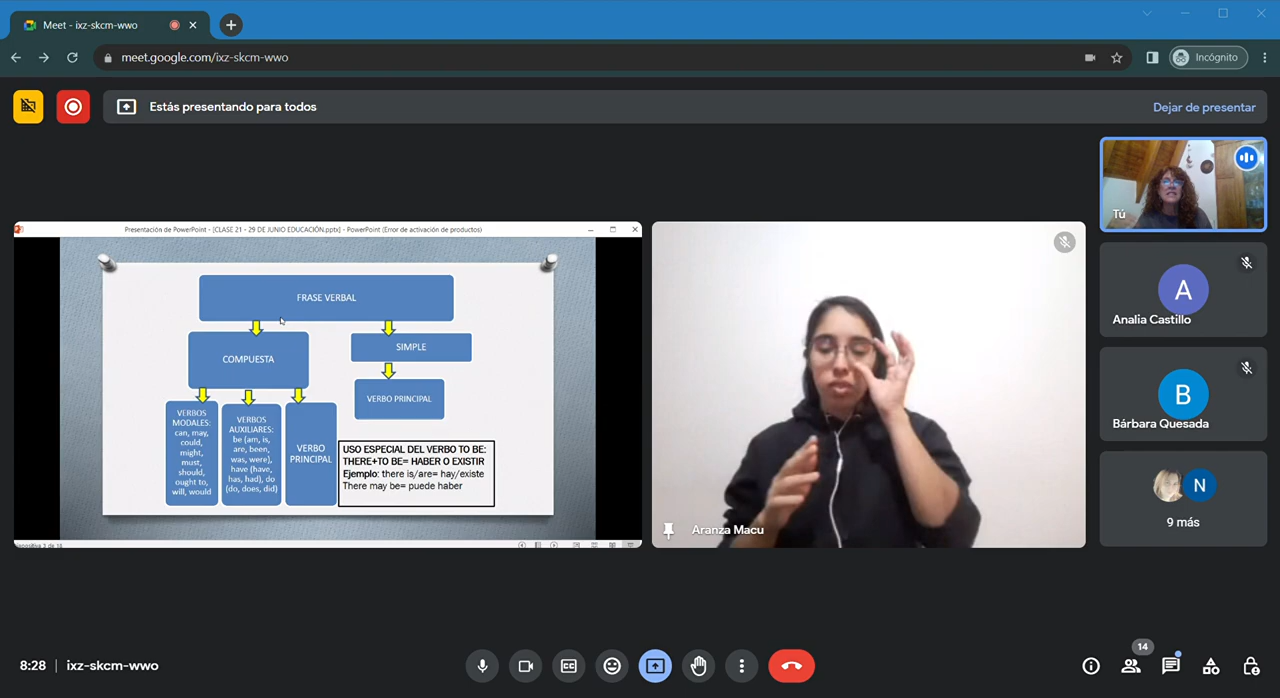 Meet - ixz-skcm-wwo
meet.google.com/ixz-skcm-wwo
Incógnito
Estás presentando para todos
Dejar de presentar
Presentación de PowerPoint - [CLASE 21 - 29 DE JUNIO EDUCACIÓN.pptx] - PowerPoint (Error de activación de productos)
FRASE VERBAL
COMPUESTA
SIMPLE
VERBO PRINCIPAL
VERBOS
MODALES:
can, may,
could,
might,
must,
should,
ought to,
will, would
VERBOS
AUXILIARES:
be (am, is,
are, been,
was, were),
have (have,
has, had), do
(do, does, did)
VERBO
PRINCIPAL
USO ESPECIAL DEL VERBO TO BE:
THERE+TO BE= HABER O EXISTIR
Ejemplo: there is/are= hay/existe
There may be= puede haber
Aranza Macu
Tú
A
Analia Castillo
B
Bárbara Quesada
N
9 más
8:28 | ixz-skcm-wwo
14